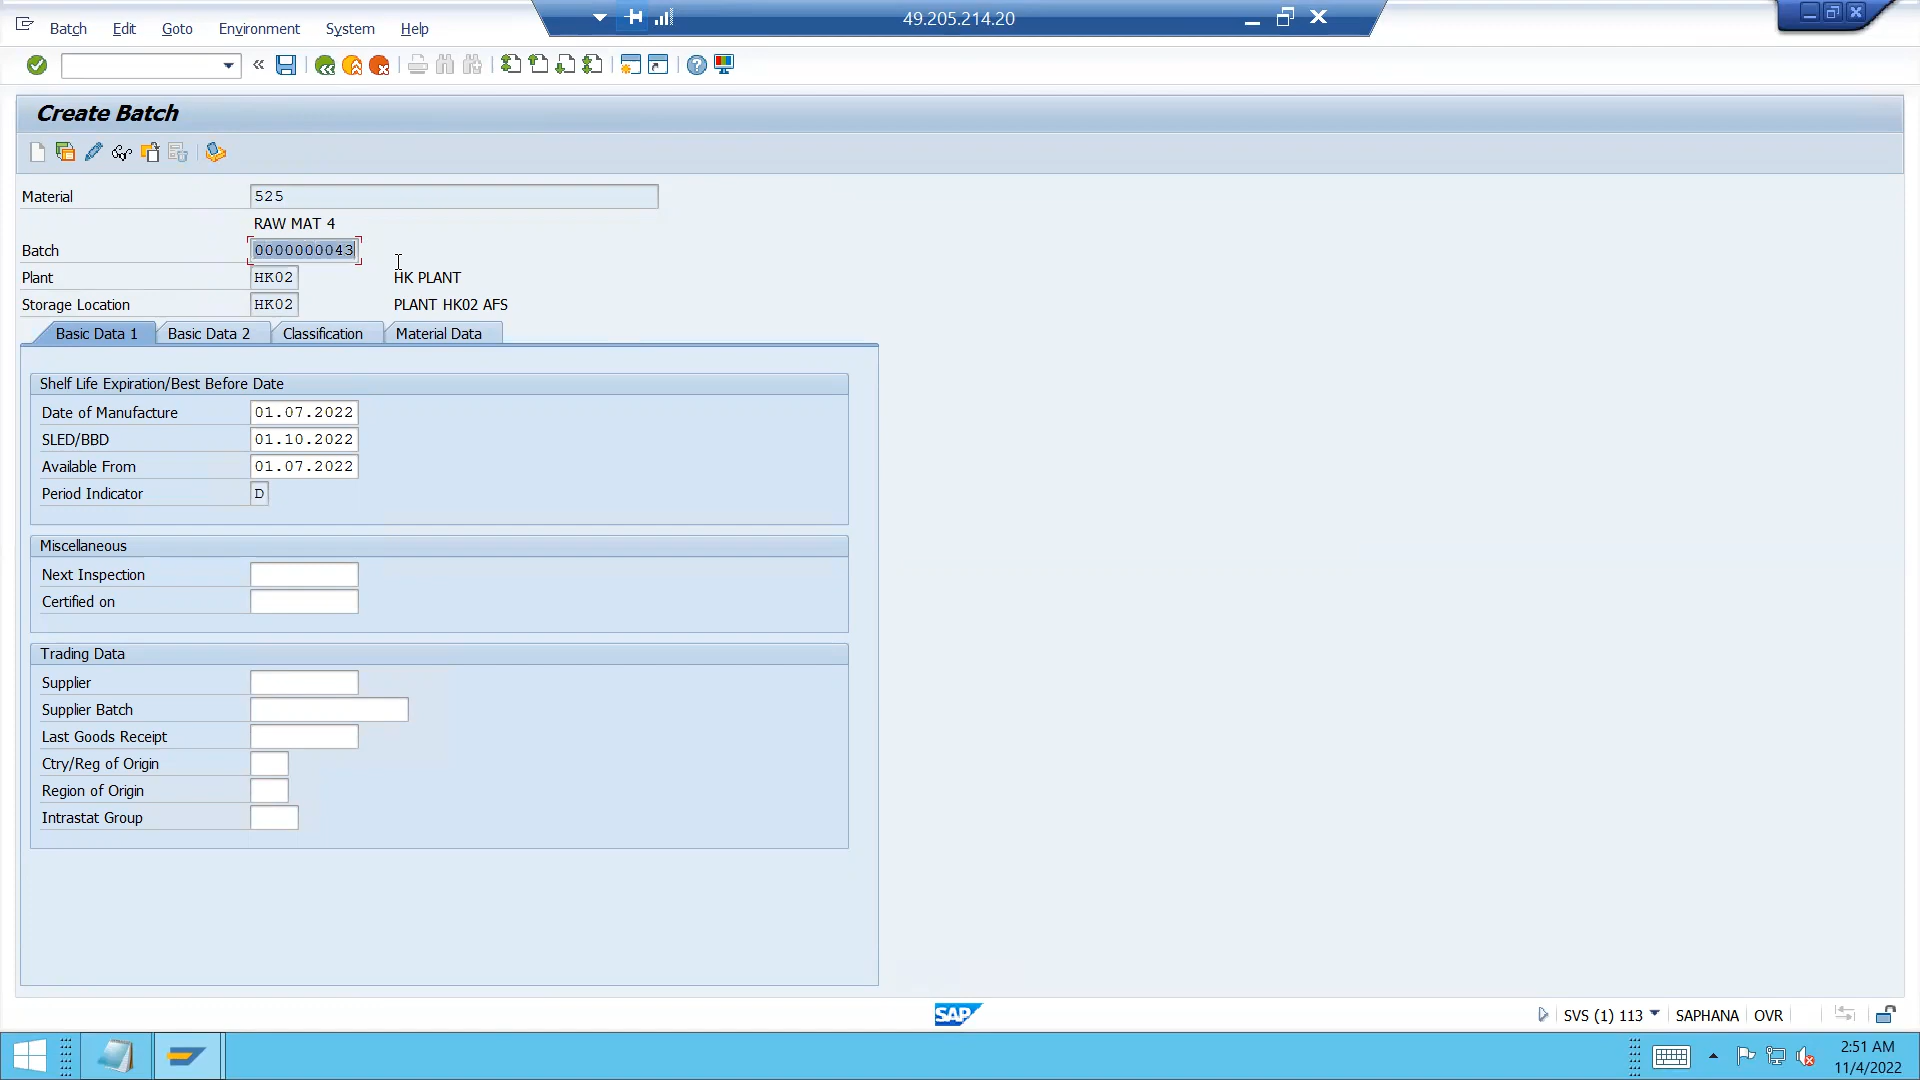 49.205.214.20
Batch Edit Goto Environment System Help
Create Batch
Material 525
RAW MAT 4
Batch 0000000043
Plant HK02 HK PLANT
Storage Location HK02 PLANT HK02 AFS
Basic Data 1 Basic Data 2 Classification Material Data
Shelf Life Expiration/Best Before Date
Date of Manufacture 01.07.2022
SLED/BBD 01.10.2022
Available From 01.07.2022
Period Indicator D
Miscellaneous
Next Inspection
Certified on
Trading Data
Supplier
Supplier Batch
Last Goods Receipt
Ctry/Reg of Origin
Region of Origin
Intrastat Group
SAP SVS (1) 113 SAPHANA OVR
2:51 AM
11/4/2022